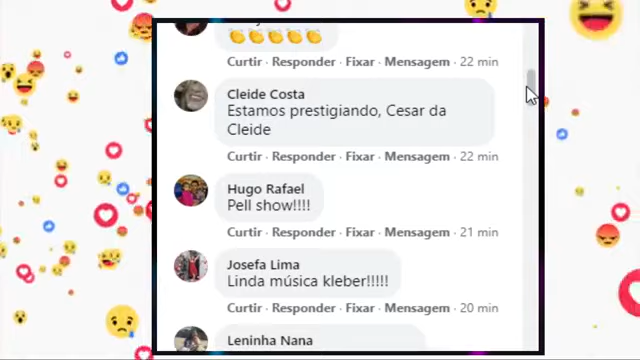 Curtir · Responder · Fixar · Mensagem · 22 min
Cleide Costa
Estamos prestigiando, Cesar da
Cleide
Curtir · Responder · Fixar · Mensagem · 22 min
Hugo Rafael
Pell show!!!!
Curtir · Responder · Fixar · Mensagem · 21 min
Josefa Lima
Linda música kleber!!!!!
Curtir · Responder · Fixar · Mensagem · 20 min
Leninha Nana